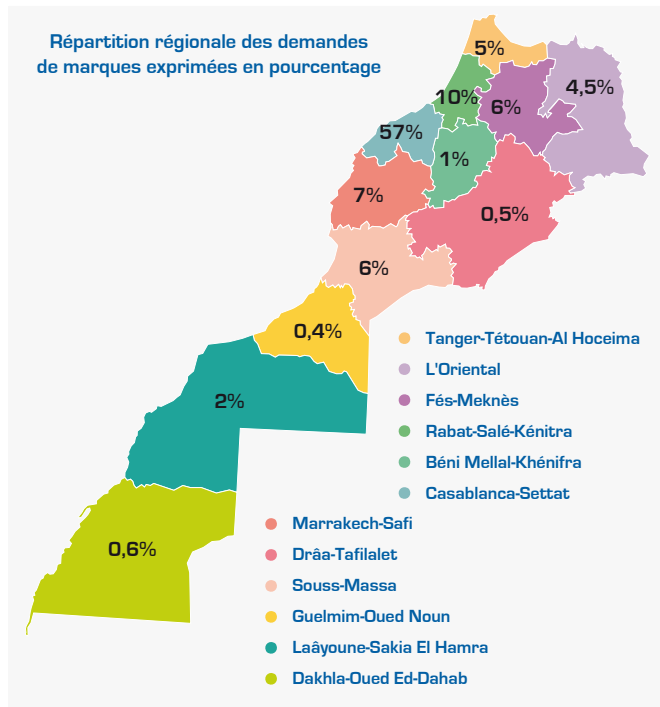 Répartition régionale des demandes
de marques exprimées en pourcentage
5%
4,5%
10%
6%
57%
1%
7%
0,5%
6%
0,4%
2%
0,6%
Tanger-Tétouan-Al Hoceima
L'Oriental
Fés-Meknès
Rabat-Salé-Kénitra
Béni Mellal-Khénifra
Casablanca-Settat
Marrakech-Safi
Drâa-Tafilalet
Souss-Massa
Guelmim-Oued Noun
Laâyoune-Sakia El Hamra
Dakhla-Oued Ed-Dahab